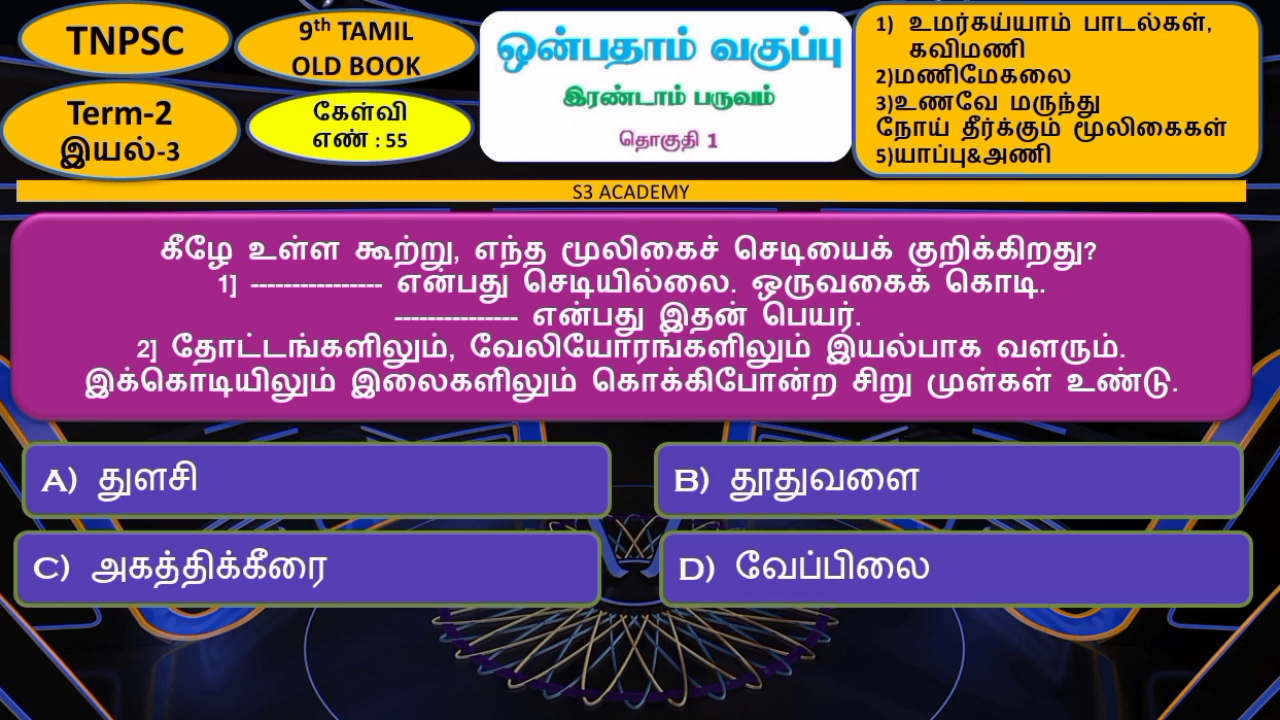 TNPSC
9th TAMIL
OLD BOOK
Term-2
இயல்-3
கேள்வி
எண் : 55
ஒன்பதாம் வகுப்பு
இரண்டாம் பருவம்
தொகுதி 1
1) உமர்கய்யாம் பாடல்கள்,
கவிமணி
2)மணிமேகலை
3)உணவே மருந்து
நோய் தீர்க்கும் மூலிகைகள்
5)யாப்பு&அணி
S3 ACADEMY
கீழே உள்ள கூற்று, எந்த மூலிகைச் செடியைக் குறிக்கிறது?
1] ---------------- என்பது செடியில்லை. ஒருவகைக் கொடி.
--------------- என்பது இதன் பெயர்.
2] தோட்டங்களிலும், வேலியோரங்களிலும் இயல்பாக வளரும்.
இக்கொடியிலும் இலைகளிலும் கொக்கிபோன்ற சிறு முள்கள் உண்டு.
A) துளசி
B) தூதுவளை
C) அகத்திக்கீரை
D) வேப்பிலை